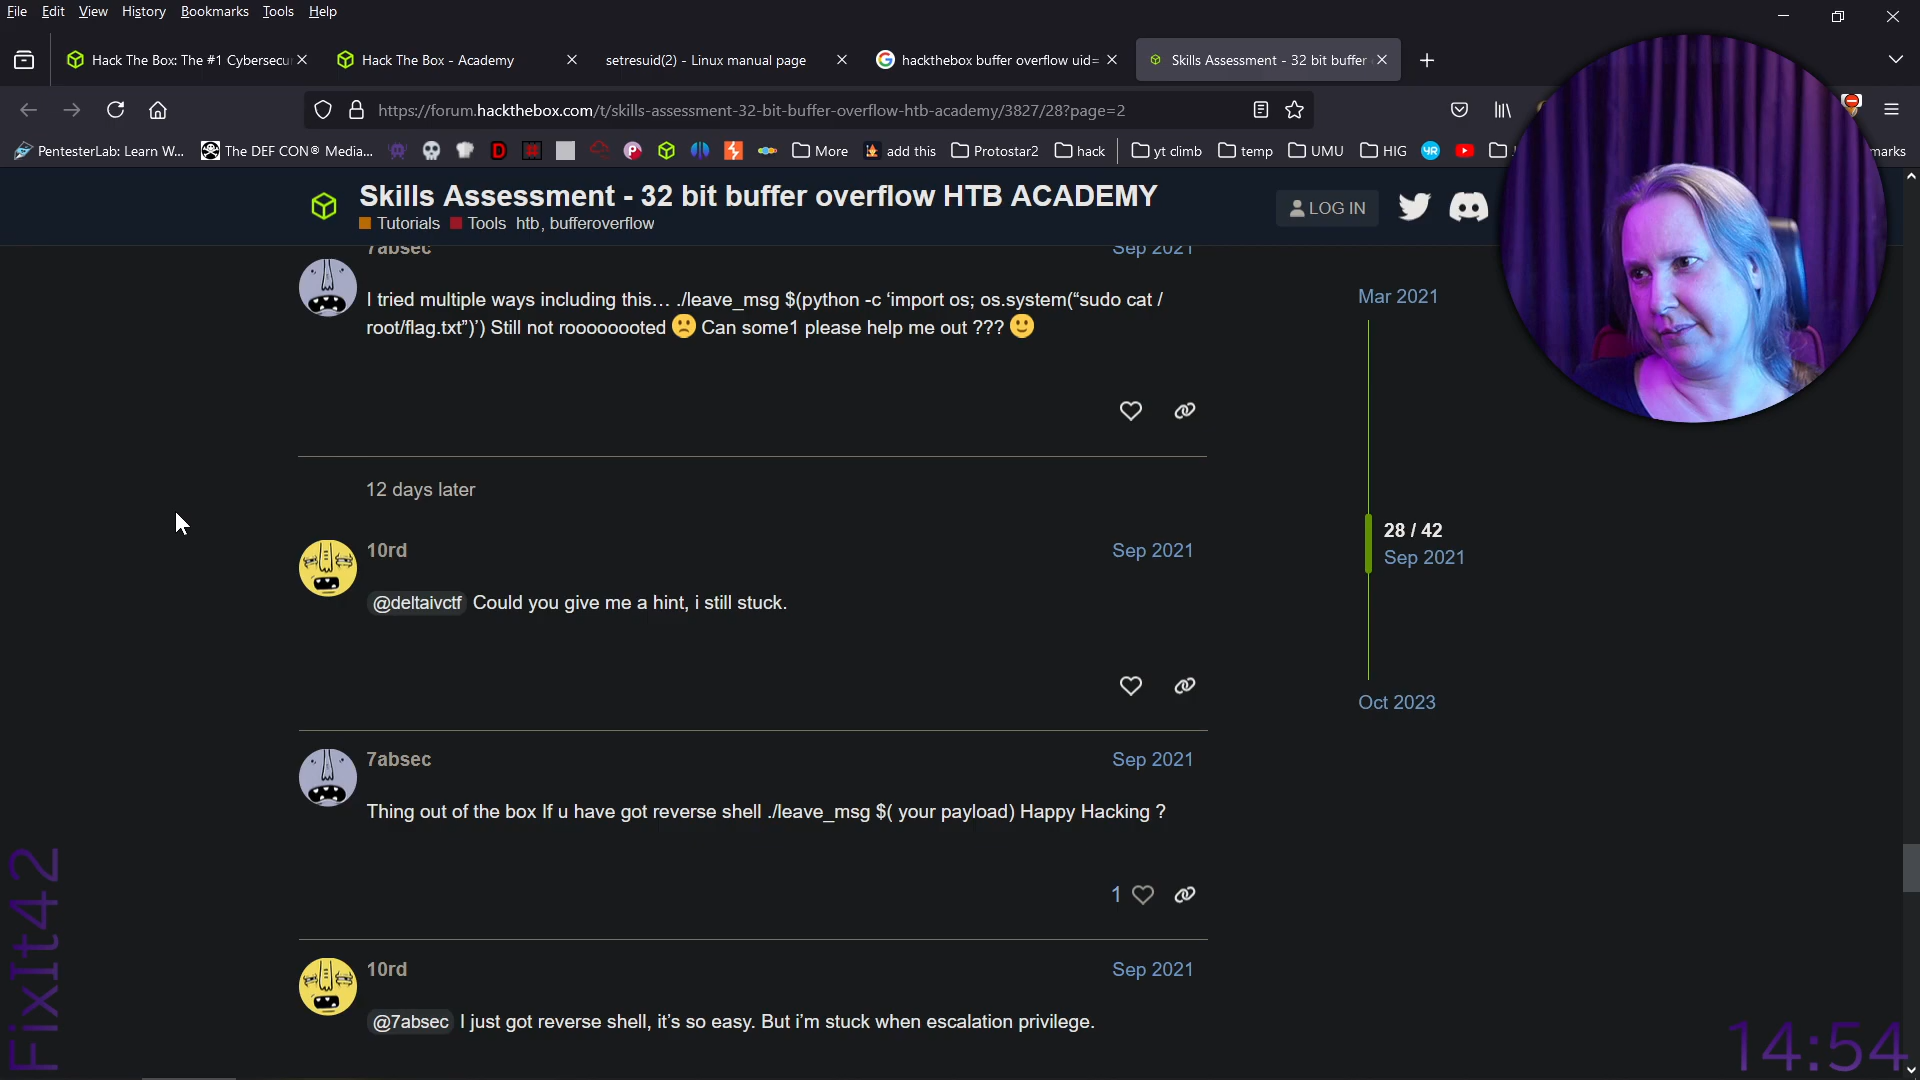 File Edit View History Bookmarks Tools Help
Hack The Box: The #1 Cybersecu
Hack The Box - Academy
setresuid(2) - Linux manual page
hackthebox buffer overflow uid=
Skills Assessment - 32 bit buffer
https://forum.hackthebox.com/t/skills-assessment-32-bit-buffer-overflow-htb-academy/3827/28?page=2
PentesterLab: Learn W... The DEF CON® Media... More add this Protostar2 hack yt climb temp UMU HIG marks
Skills Assessment - 32 bit buffer overflow HTB ACADEMY
Tutorials Tools htb, bufferoverflow
LOG IN
7absec Sep 2021
I tried multiple ways including this… ./leave_msg $(python -c ‘import os; os.system(“sudo cat /
root/flag.txt”)’) Still not roooooooted 🙁 Can some1 please help me out ??? 🙂
12 days later
10rd Sep 2021
@deltaivctf Could you give me a hint, i still stuck.
7absec Sep 2021
Thing out of the box If u have got reverse shell ./leave_msg $( your payload) Happy Hacking ?
1
10rd Sep 2021
@7absec I just got reverse shell, it’s so easy. But i’m stuck when escalation privilege.
Mar 2021
28 / 42
Sep 2021
Oct 2023
FixIt42
14:54